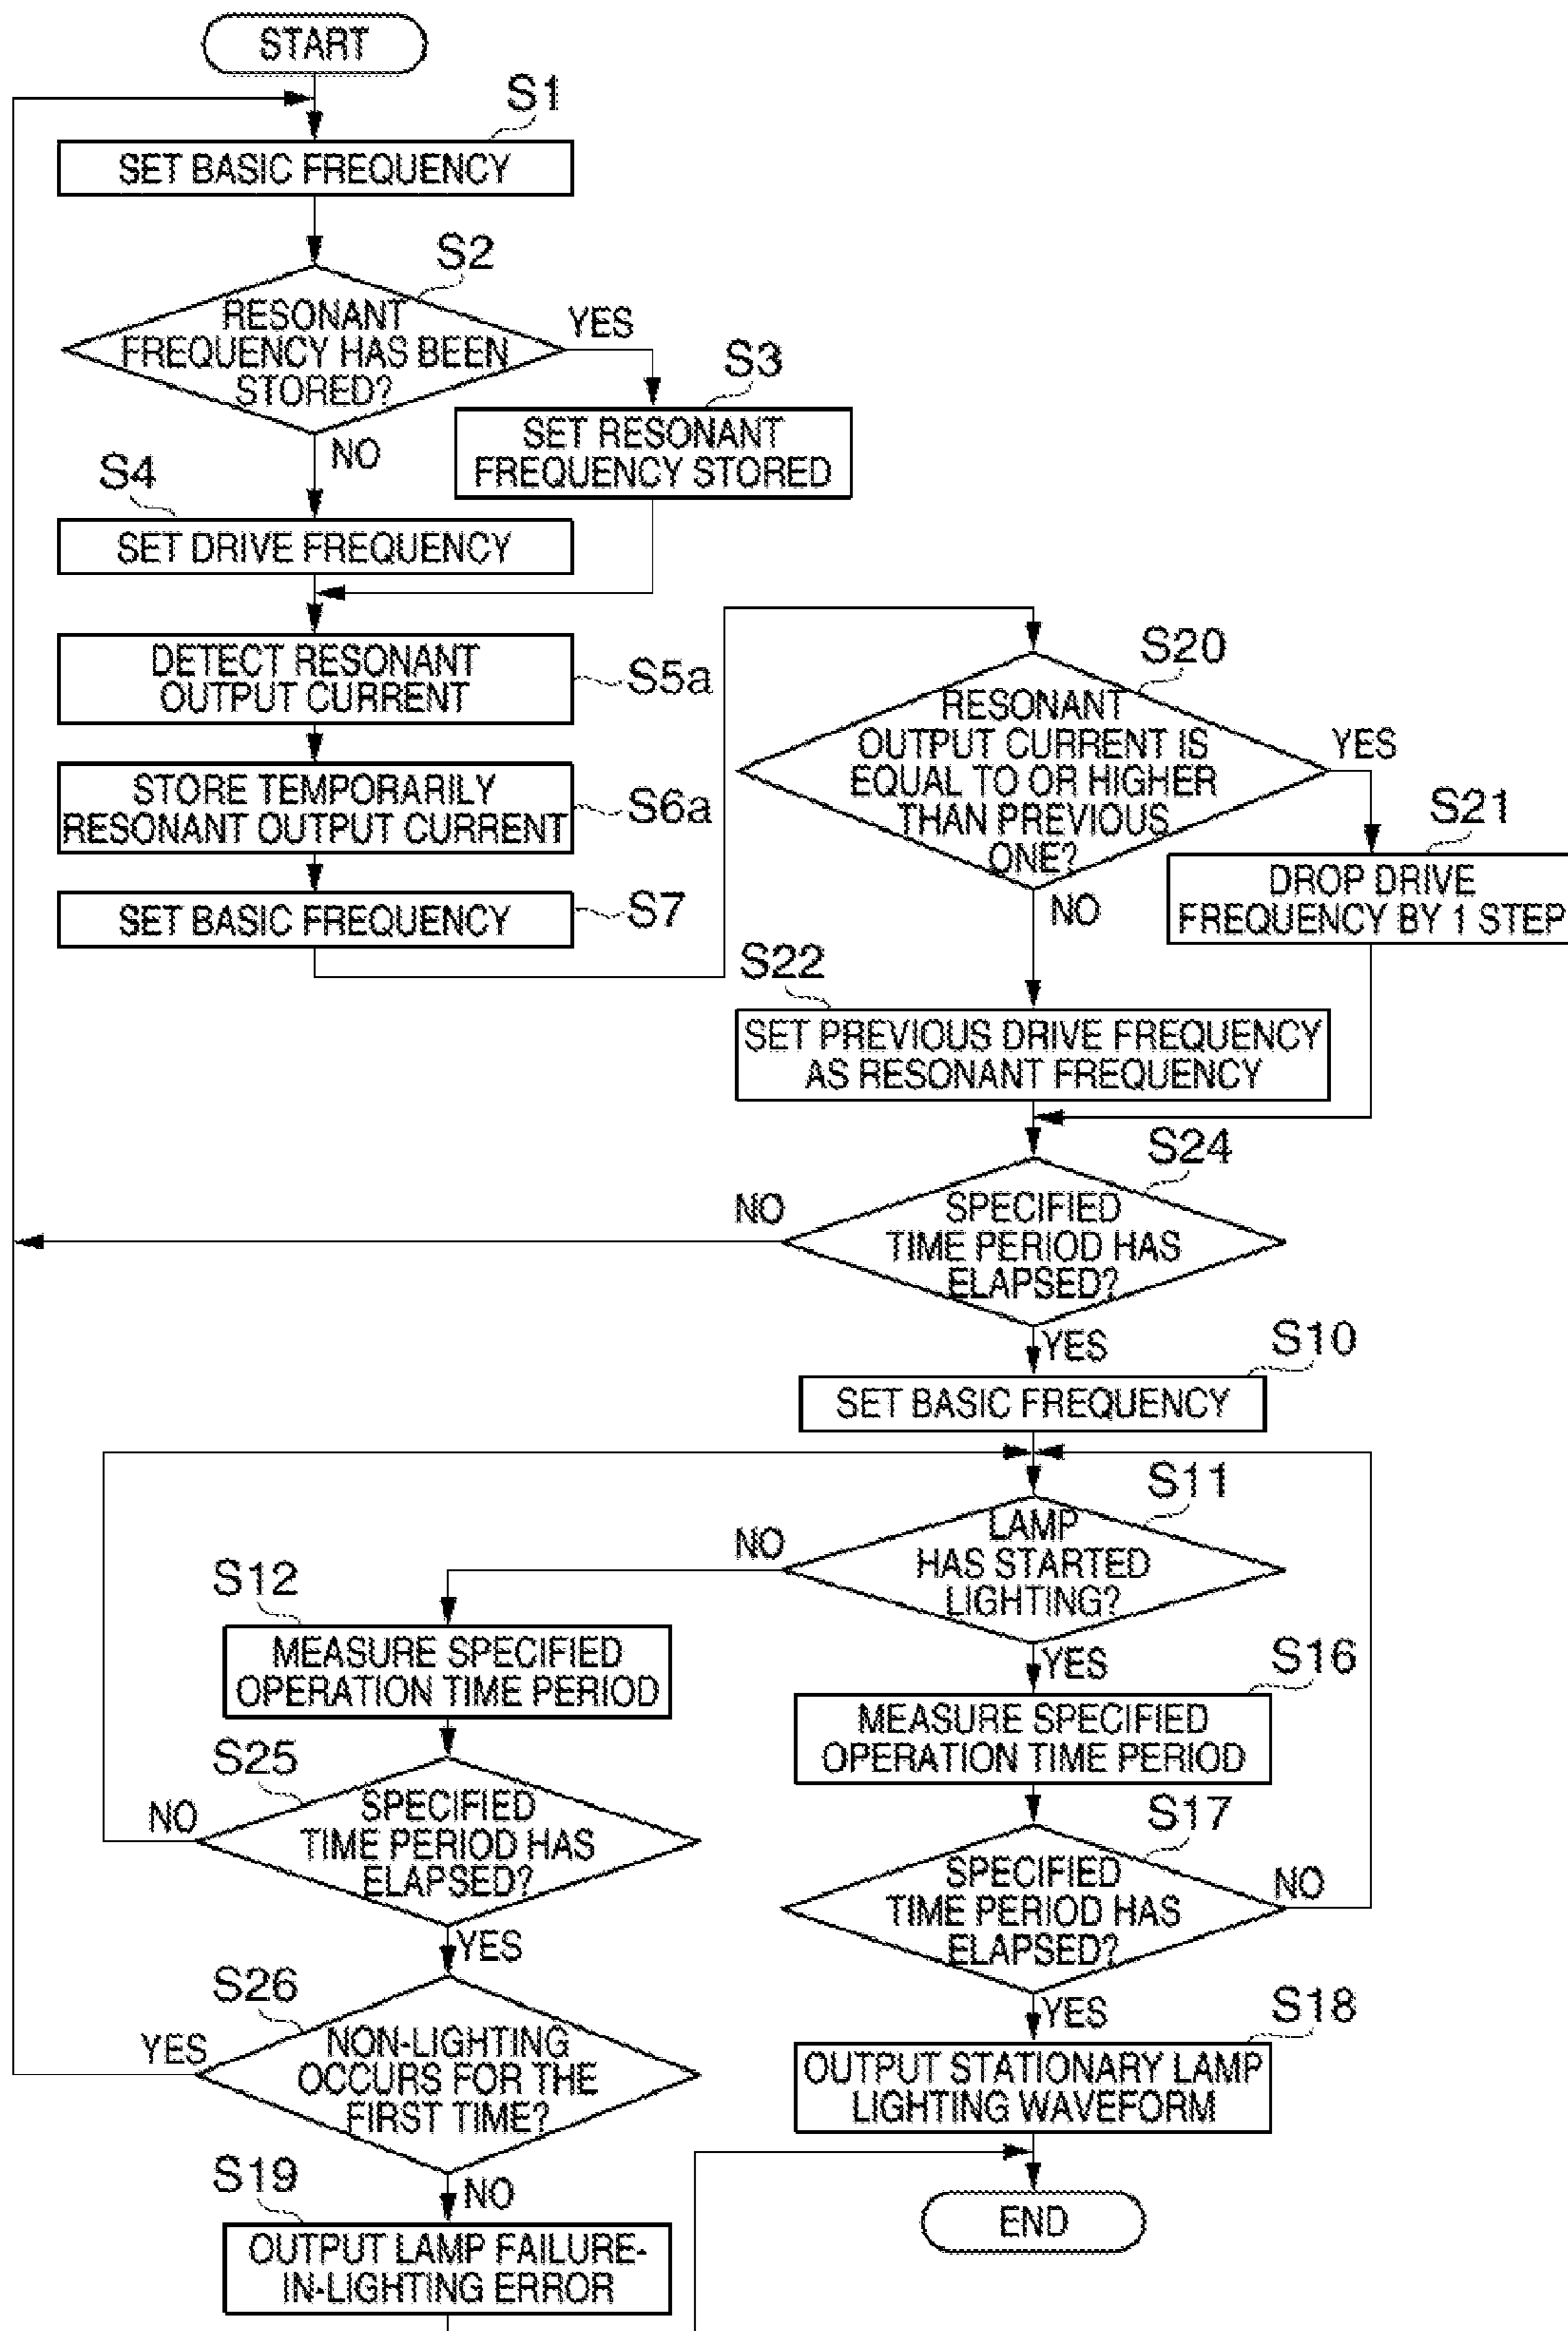 START
S1
SET BASIC FREQUENCY
S2
RESONANT
FREQUENCY HAS BEEN
STORED?
YES
NO
S3
SET RESONANT
FREQUENCY STORED
S4
SET DRIVE FREQUENCY
DETECT RESONANT
OUTPUT CURRENT
S5a
STORE TEMPORARILY
RESONANT OUTPUT CURRENT
S6a
SET BASIC FREQUENCY
S7
S20
RESONANT
OUTPUT CURRENT IS
EQUAL TO OR HIGHER
THAN PREVIOUS
ONE?
YES
NO
S21
DROP DRIVE
FREQUENCY BY 1 STEP
S22
SET PREVIOUS DRIVE FREQUENCY
AS RESONANT FREQUENCY
S24
SPECIFIED
TIME PERIOD HAS
ELAPSED?
NO
YES
S10
SET BASIC FREQUENCY
S11
LAMP
HAS STARTED
LIGHTING?
NO
YES
S12
MEASURE SPECIFIED
OPERATION TIME PERIOD
S16
MEASURE SPECIFIED
OPERATION TIME PERIOD
S25
SPECIFIED
TIME PERIOD HAS
ELAPSED?
NO
YES
S17
SPECIFIED
TIME PERIOD HAS
ELAPSED?
NO
YES
S26
NON-LIGHTING
OCCURS FOR THE
FIRST TIME?
YES
NO
S18
OUTPUT STATIONARY LAMP
LIGHTING WAVEFORM
S19
OUTPUT LAMP FAILURE-
IN-LIGHTING ERROR
END